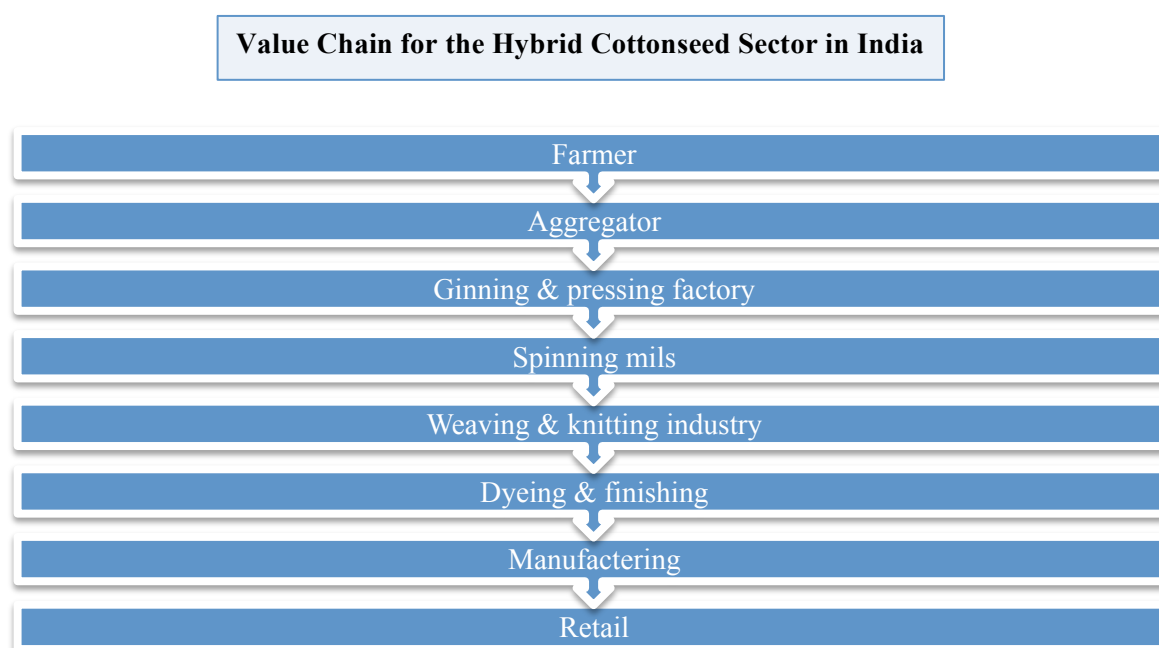 Value Chain for the Hybrid Cottonseed Sector in India
Farmer
Aggregator
Ginning & pressing factory
Spinning mils
Weaving & knitting industry
Dyeing & finishing
Manufactering
Retail